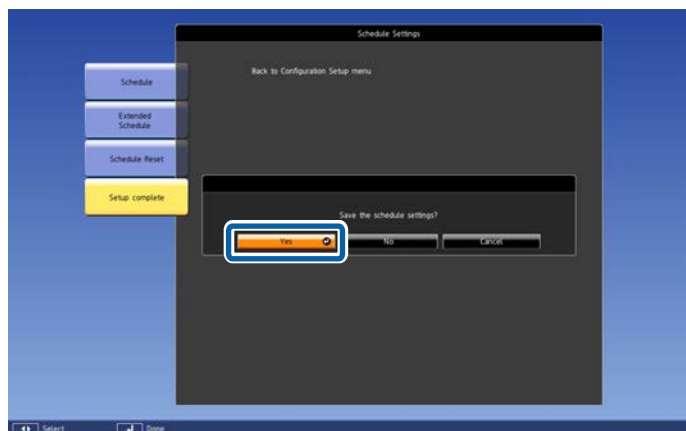 Schedule Settings
Schedule
Back to Configuration Setup menu
Extended
Schedule
Schedule Reset
Setup complete
Save the schedule settings?
Yes No Cancel
Select Done